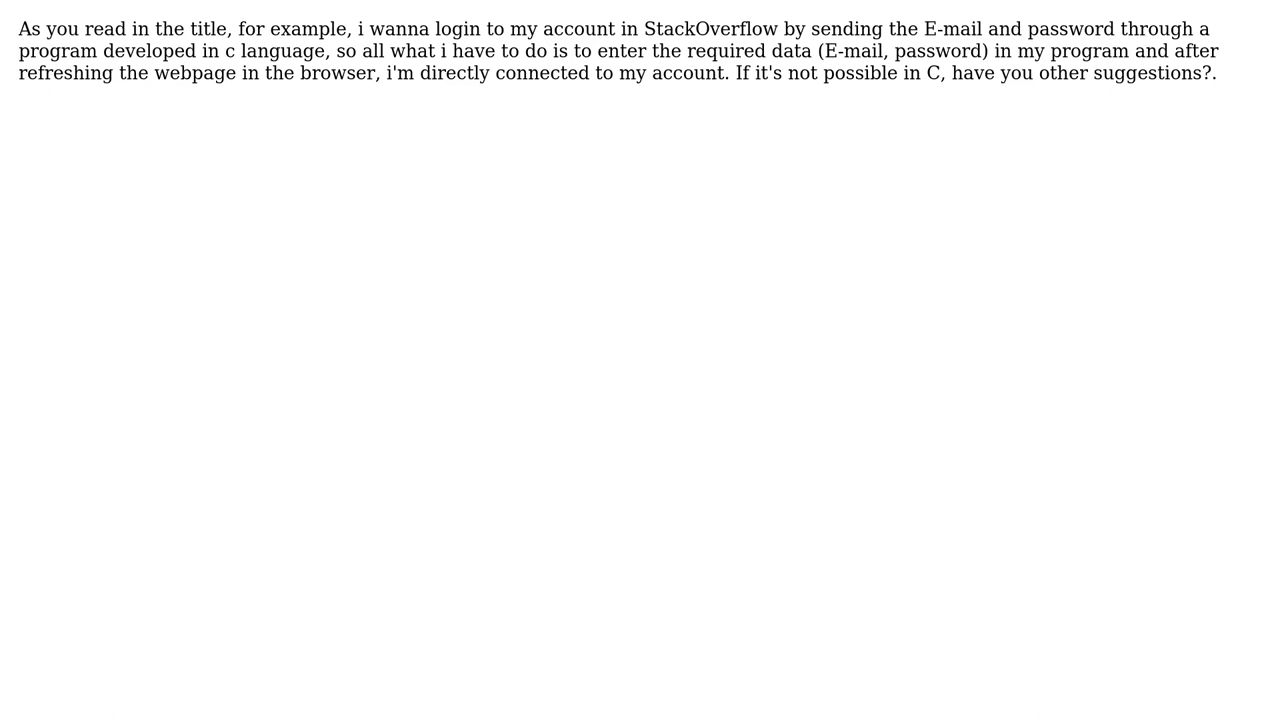 As you read in the title, for example, i wanna login to my account in StackOverflow by sending the E-mail and password through a
program developed in c language, so all what i have to do is to enter the required data (E-mail, password) in my program and after
refreshing the webpage in the browser, i'm directly connected to my account. If it's not possible in C, have you other suggestions?.